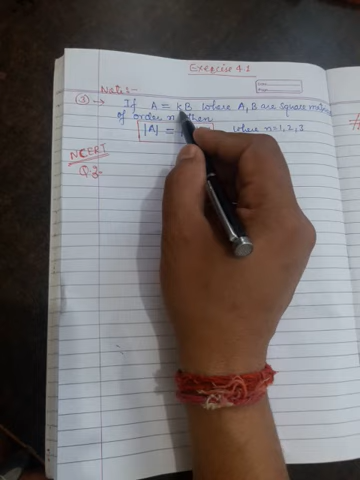 Exercise 4.1
Note:-
(3) → If A = kB where A, B are square
of order n then
|A| = where n=1, 2, 3
NCERT
Q.2